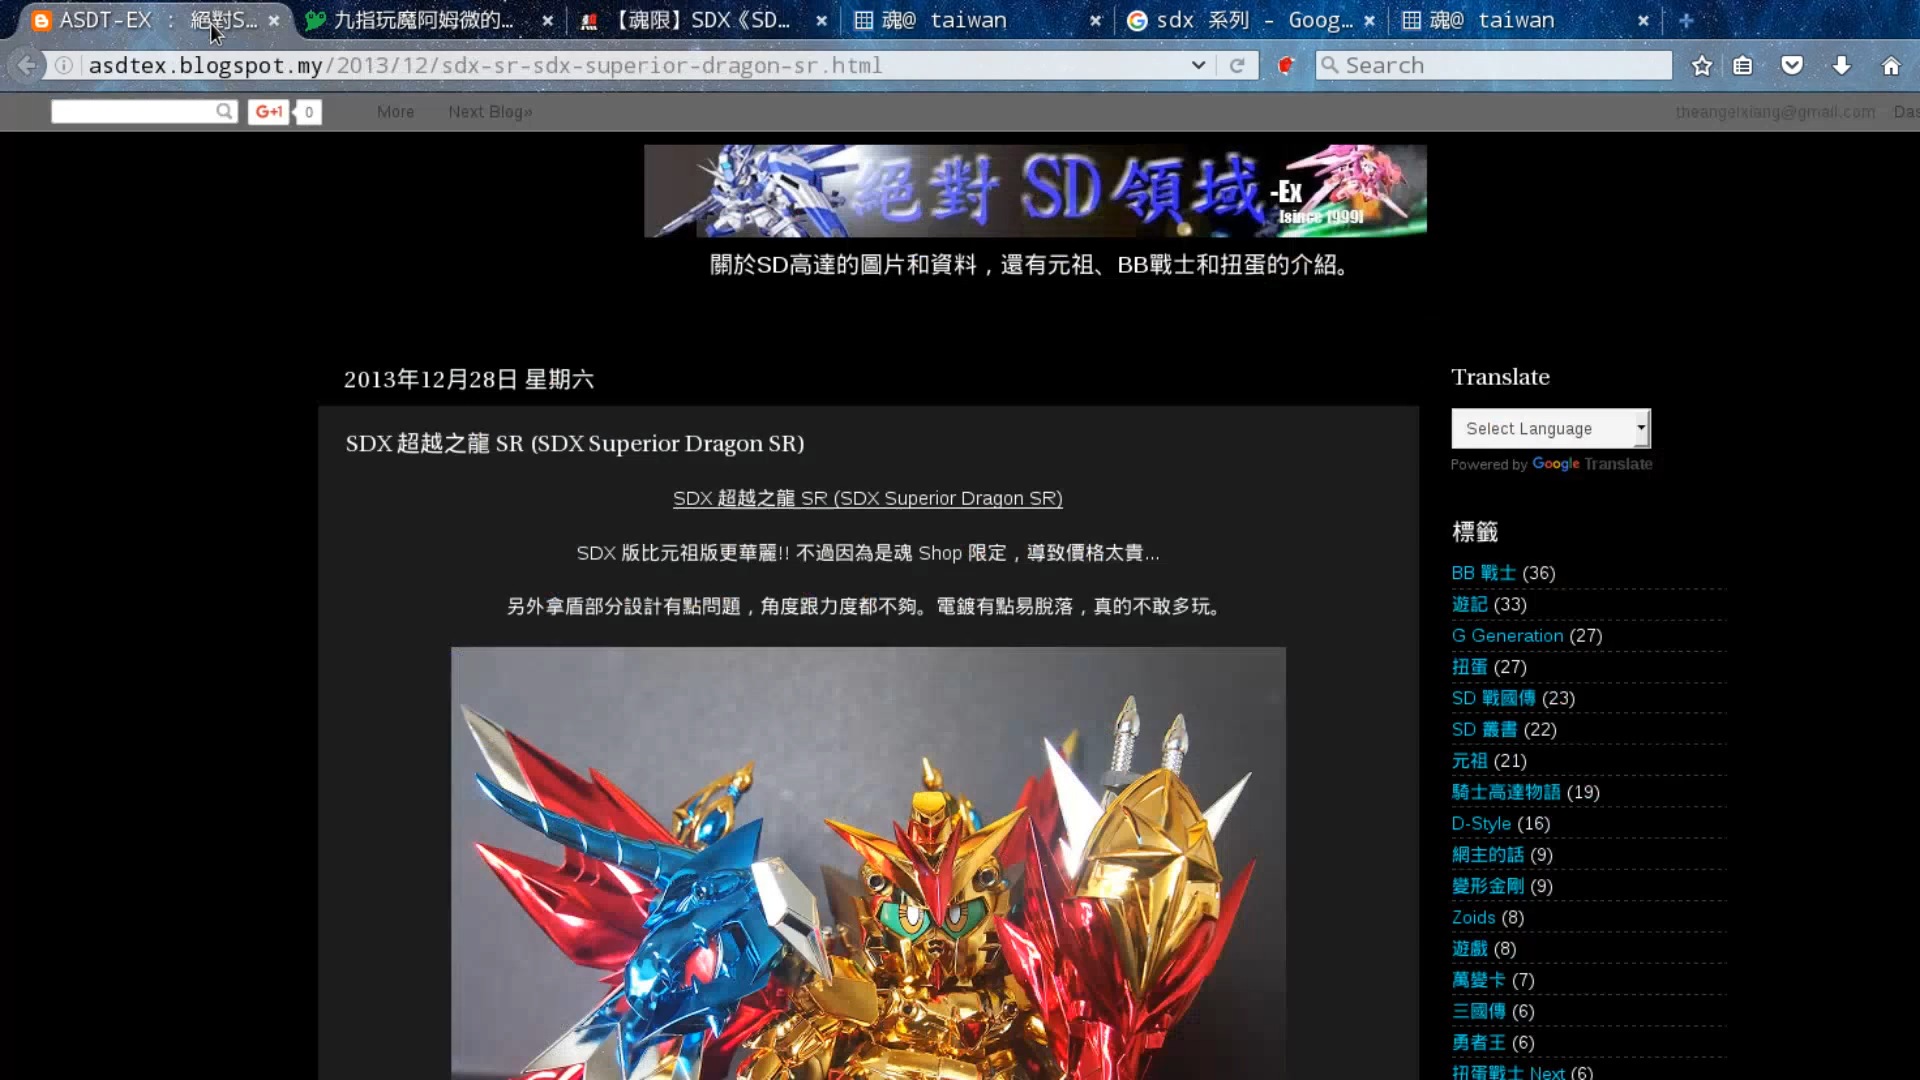 ASDT-EX : 絕對S...
九指玩魔阿姆微的...
【魂限】SDX《SD...
魂@ taiwan
sdx 系列 - Goog...
魂@ taiwan
asdtex.blogspot.my/2013/12/sdx-sr-sdx-superior-dragon-sr.html
Search
G+1
0
More
Next Blog»
theangelxiang@gmail.com
Das
絕對 SD 領域 -Ex
[since 1999]
關於SD高達的圖片和資料，還有元祖、BB戰士和扭蛋的介紹。
2013年12月28日 星期六
SDX 超越之龍 SR (SDX Superior Dragon SR)
SDX 超越之龍 SR (SDX Superior Dragon SR)
SDX 版比元祖版更華麗!! 不過因為是魂 Shop 限定，導致價格太貴...
另外拿盾部分設計有點問題，角度跟力度都不夠。電鍍有點易脫落，真的不敢多玩。
Translate
Select Language
Powered by Google Translate
標籤
BB 戰士 (36)
遊記 (33)
G Generation (27)
扭蛋 (27)
SD 戰國傳 (23)
SD 叢書 (22)
元祖 (21)
騎士高達物語 (19)
D-Style (16)
網主的話 (9)
變形金剛 (9)
Zoids (8)
遊戲 (8)
萬變卡 (7)
三國傳 (6)
勇者王 (6)
扭蛋戰士 Next (6)